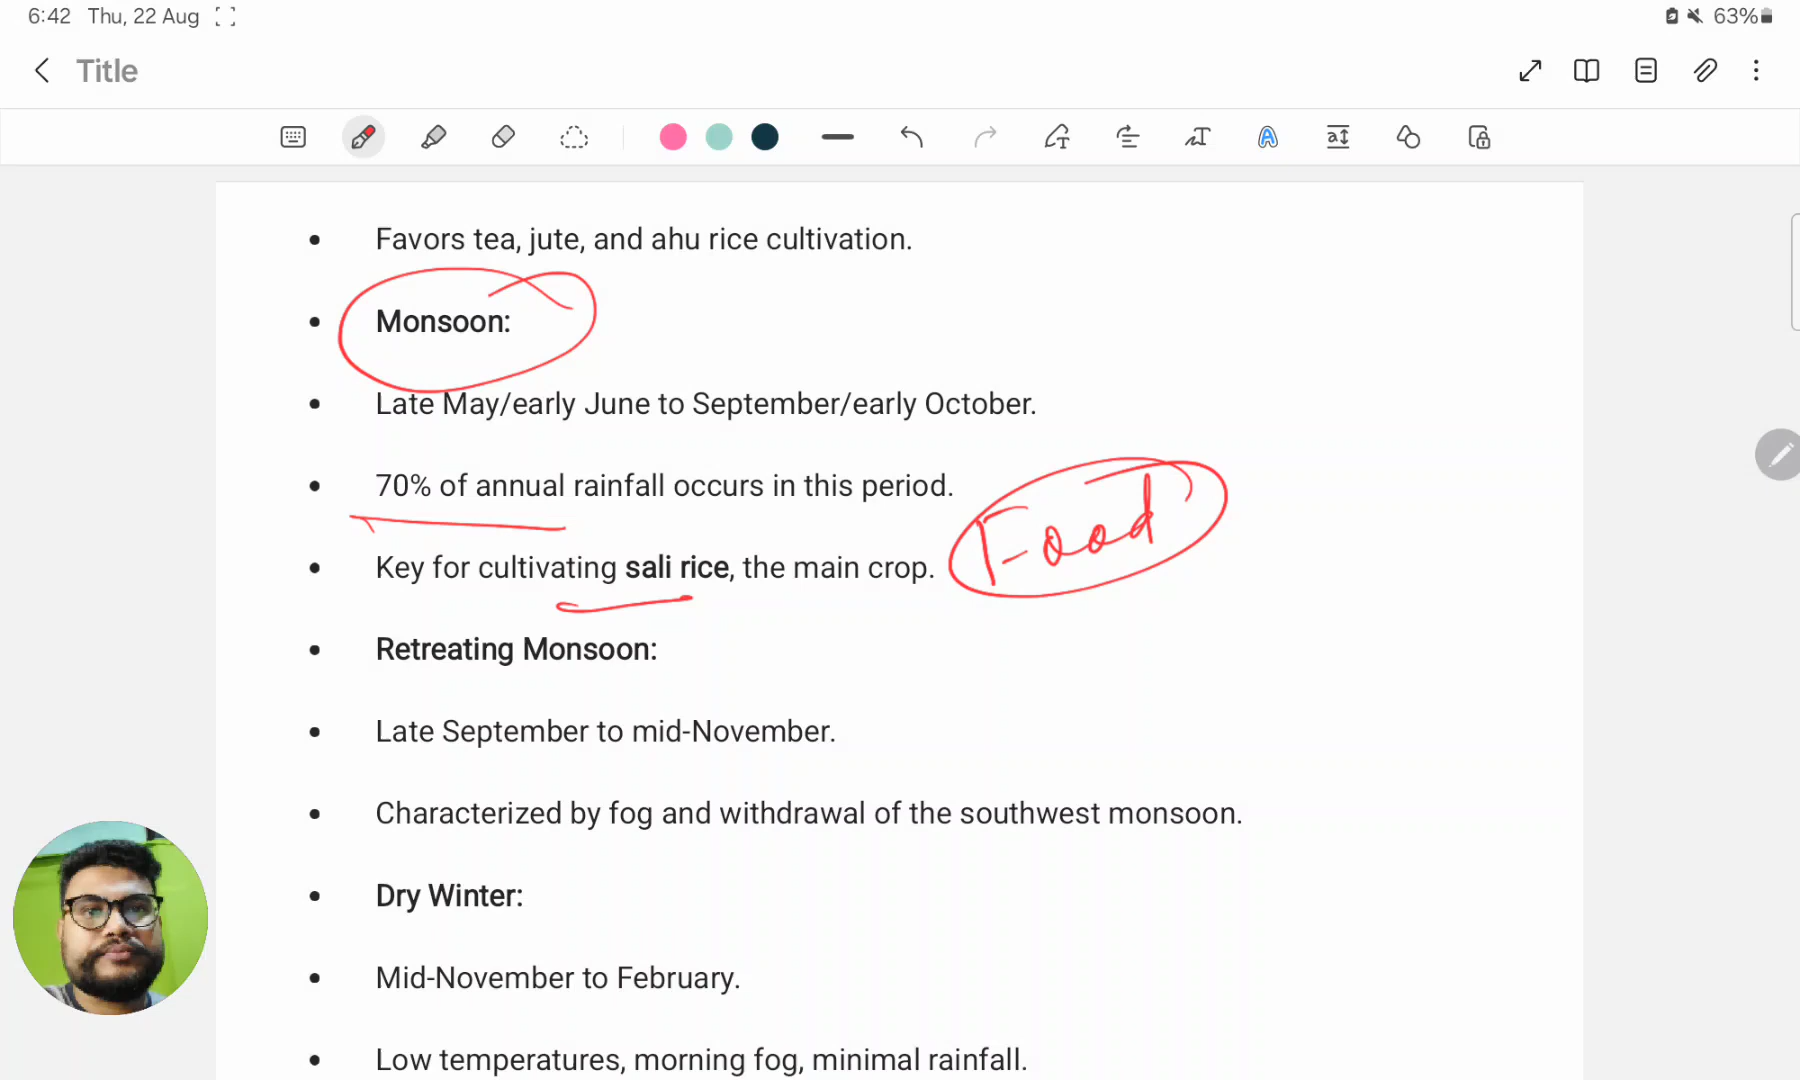 6:42 Thu, 22 Aug 63%
Title
Favors tea, jute, and ahu rice cultivation.
Monsoon:
Late May/early June to September/early October.
70% of annual rainfall occurs in this period.
Food
Key for cultivating sali rice, the main crop.
Retreating Monsoon:
Late September to mid-November.
Characterized by fog and withdrawal of the southwest monsoon.
Dry Winter:
Mid-November to February.
Low temperatures, morning fog, minimal rainfall.